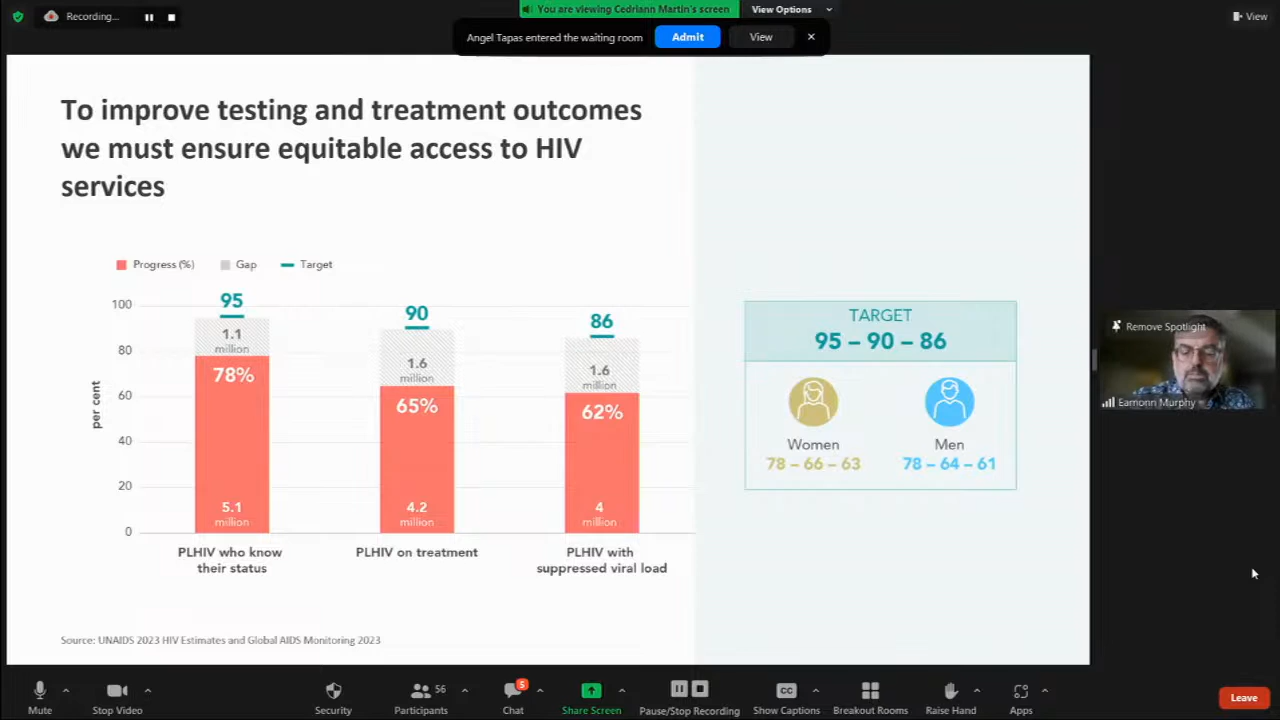 Recording...
You are viewing Cedriann Martin's screen
View Options
View
Angel Tapas entered the waiting room
Admit
View
To improve testing and treatment outcomes
we must ensure equitable access to HIV
services
Progress (%)
Gap
Target
per cent
100
80
60
40
20
0
95
1.1
million
78%
5.1
million
PLHIV who know
their status
90
1.6
million
65%
4.2
million
PLHIV on treatment
86
1.6
million
62%
4
million
PLHIV with
suppressed viral load
TARGET
95 – 90 – 86
Women
78 – 66 – 63
Men
78 – 64 – 61
Source: UNAIDS 2023 HIV Estimates and Global AIDS Monitoring 2023
Remove Spotlight
Eamonn Murphy
Mute
Stop Video
Security
56
Participants
5
Chat
Share Screen
Pause/Stop Recording
CC
Show Captions
Breakout Rooms
Raise Hand
Apps
Leave